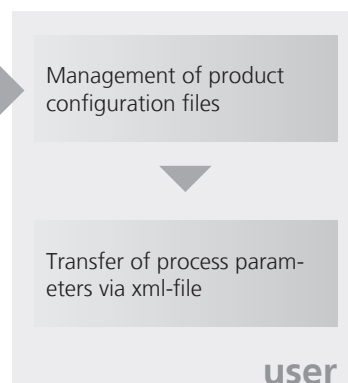 Management of product
configuration files
Transfer of process param-
eters via xml-file
user